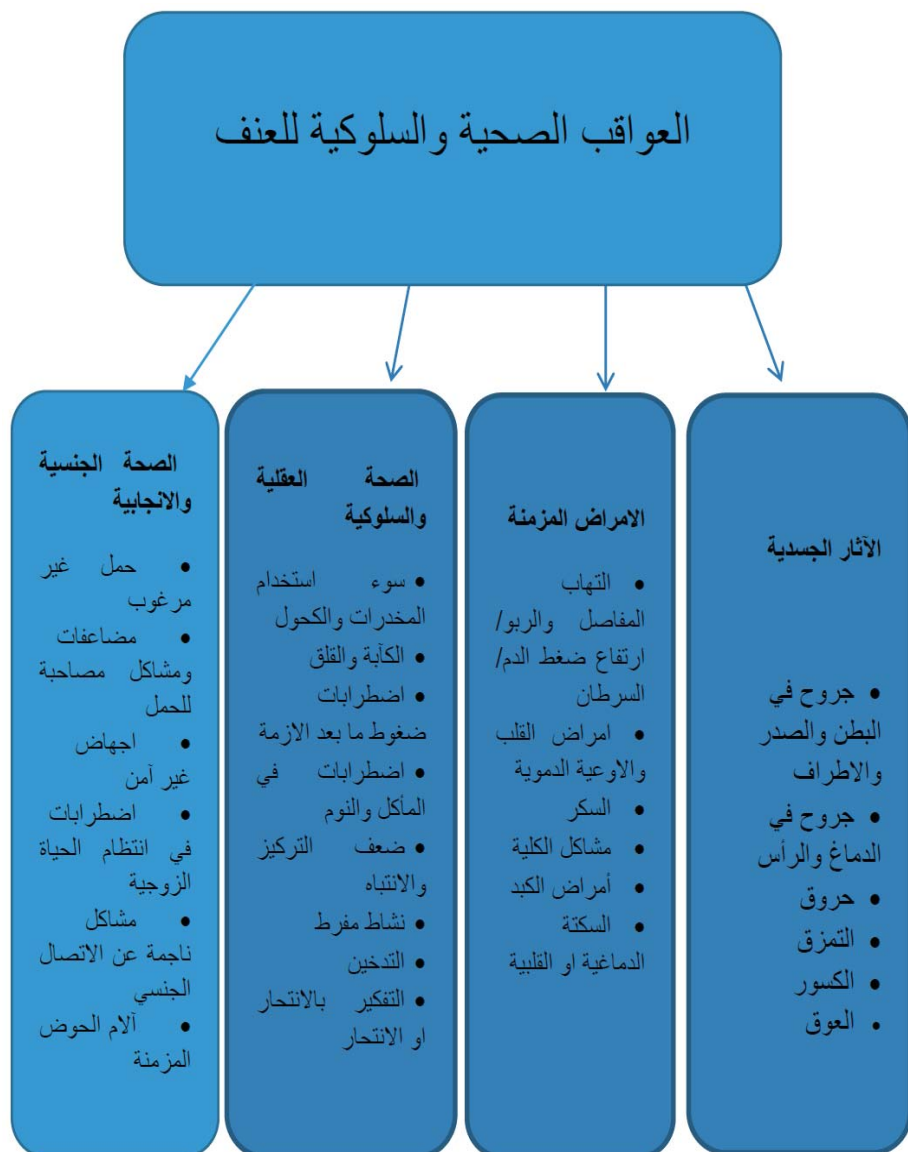 العواقب الصحية والسلوكية للعنف
الآثار الجسدية
• جروح في
البطن والصدر
والاطراف
• جروح في
الدماغ والرأس
• حروق
• التمزق
• الكسور
• العوق
الامراض المزمنة
• التهاب
المفاصل والربو/
ارتفاع ضغط الدم/
السرطان
• امراض القلب
والاوعية الدموية
• السكر
• مشاكل الكلية
• أمراض الكبد
• السكتة
الدماغية او القلبية
الصحة العقلية
والسلوكية
• سوء استخدام
المخدرات والكحول
• الكآبة والقلق
• اضطرابات
ضغوط ما بعد الازمة
• اضطرابات في
المأكل والنوم
• ضعف التركيز
والانتباه
• نشاط مفرط
• التدخين
• التفكير بالانتحار
او الانتحار
الصحة الجنسية
والانجابية
• حمل غير
مرغوب
• مضاعفات
ومشاكل مصاحبة
للحمل
• اجهاض
غير آمن
• اضطرابات
في انتظام الحياة
الزوجية
• مشاكل
ناجمة عن الاتصال
الجنسي
• آلام الحوض
المزمنة